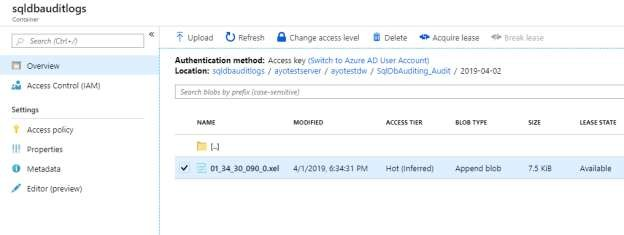 sqldbauditlogs
Container
Search (Ctrl+/)
«
Overview
Access Control (IAM)
Settings
Access policy
Properties
Metadata
Editor (preview)
Upload Refresh Change access level Delete Acquire lease Break lease
Authentication method: Access key (Switch to Azure AD User Account)
Location: sqldbauditlogs / ayotestserver / ayotestdw / SqlDbAuditing_Audit / 2019-04-02
Search blobs by prefix (case-sensitive)
NAME MODIFIED ACCESS TIER BLOB TYPE SIZE LEASE STATE
[..]
01_34_30_090_0.xel 4/1/2019, 6:34:31 PM Hot (Inferred) Append blob 7.5 KiB Available